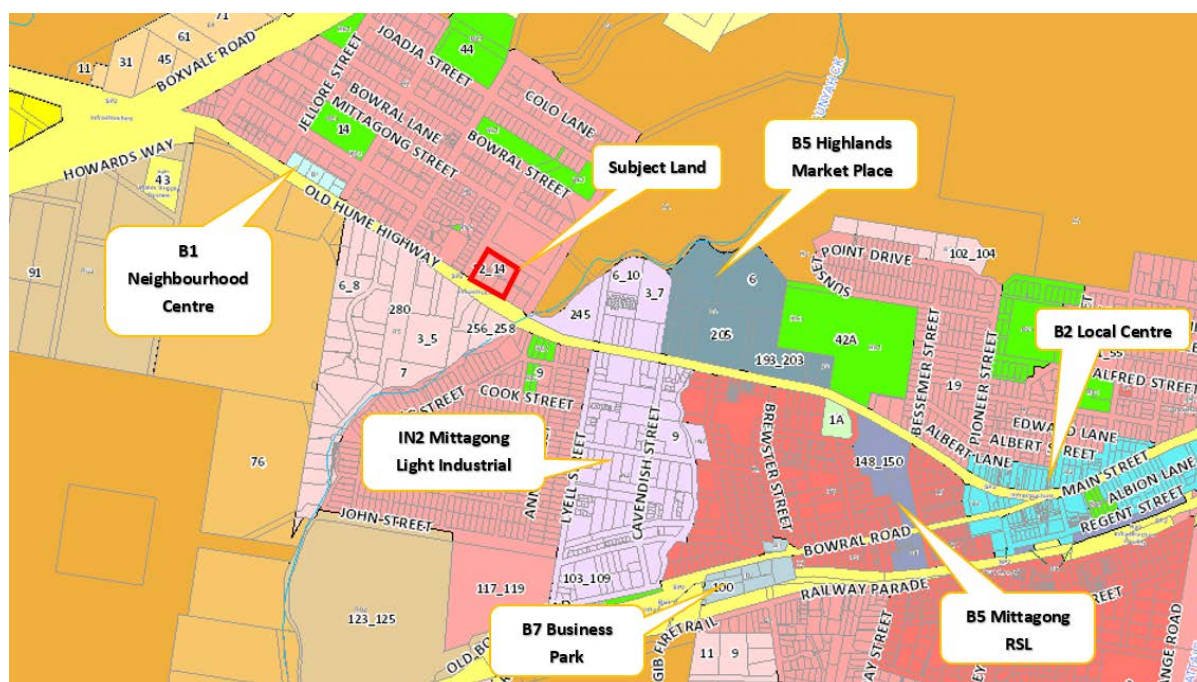 71
61
45
31
11
BOXVALE ROAD
44
JOADJA STREET
COLO LANE
JELLORE STREET
BOWRAL LANE
14
MITTAGONG STREET
BOWRAL STREET
HOWARDS WAY
43
OLD HUME HIGHWAY
Subject Land
B5 Highlands
Market Place
B1
Neighbourhood
Centre
91
6_8
280
3_5
7
256_258
2_14
6_10
3_7
245
6
205
193_203
SUNSET
POINT DRIVE
102_104
42A
B2 Local Centre
BESSEMER STREET
PIONEER STREET
19
ALFRED STREET
EDWARD LANE
ALBERT STREET
ALBERT LANE
1A
148_150
MAIN STREET
ALBION LANE
REGENT STREET
9
COOK STREET
IN2 Mittagong
Light Industrial
LYELL STREET
CAVENDISH STREET
9
BREWSTER STREET
76
JOHN STREET
BOWRAL ROAD
RAILWAY PARADE
117_119
103_109
100
123_125
B7 Business
Park
B5 Mittagong
RSL
GIB FIRETRAIL
11
9